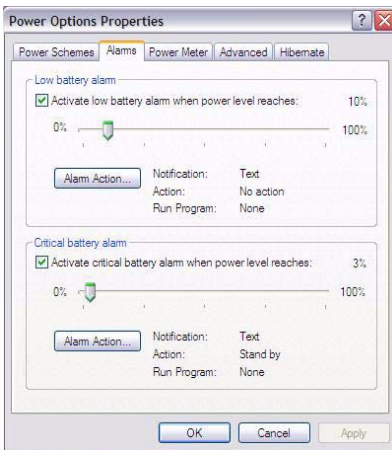 Power Options Properties
Power Schemes Alarms Power Meter Advanced Hibernate
Low battery alarm
Activate low battery alarm when power level reaches: 10%
0% 100%
Alarm Action... Notification: Text
Action: No action
Run Program: None
Critical battery alarm
Activate critical battery alarm when power level reaches: 3%
0% 100%
Alarm Action... Notification: Text
Action: Stand by
Run Program: None
OK Cancel Apply